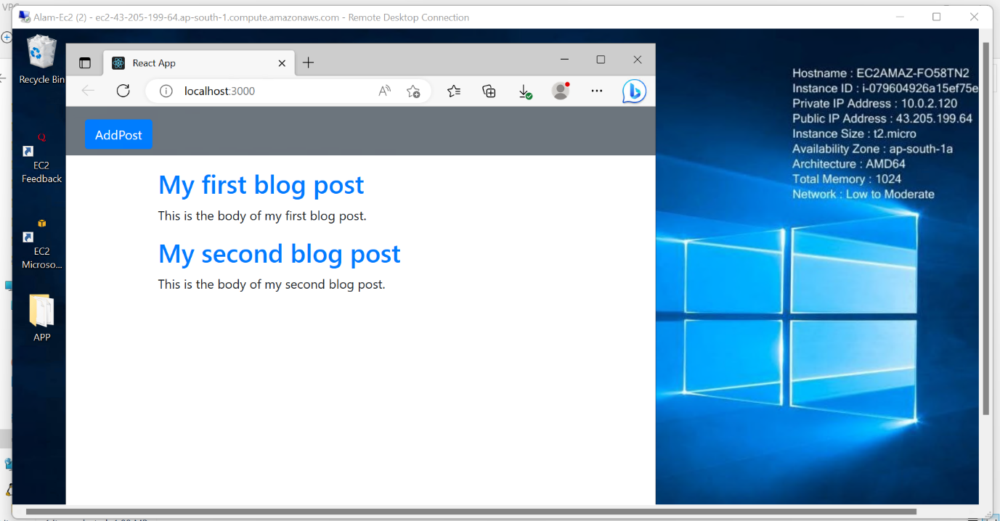 VPC
Alam-Ec2 (2) - ec2-43-205-199-64.ap-south-1.compute.amazonaws.com - Remote Desktop Connection
Recycle Bin
React App
localhost:3000
AddPost
My first blog post
This is the body of my first blog post.
My second blog post
This is the body of my second blog post.
EC2
Feedback
EC2
Microso...
APP
Hostname : EC2AMAZ-FO58TN2
Instance ID : i-079604926a15ef75e
Private IP Address : 10.0.2.120
Public IP Address : 43.205.199.64
Instance Size : t2.micro
Availability Zone : ap-south-1a
Architecture : AMD64
Total Memory : 1024
Network : Low to Moderate